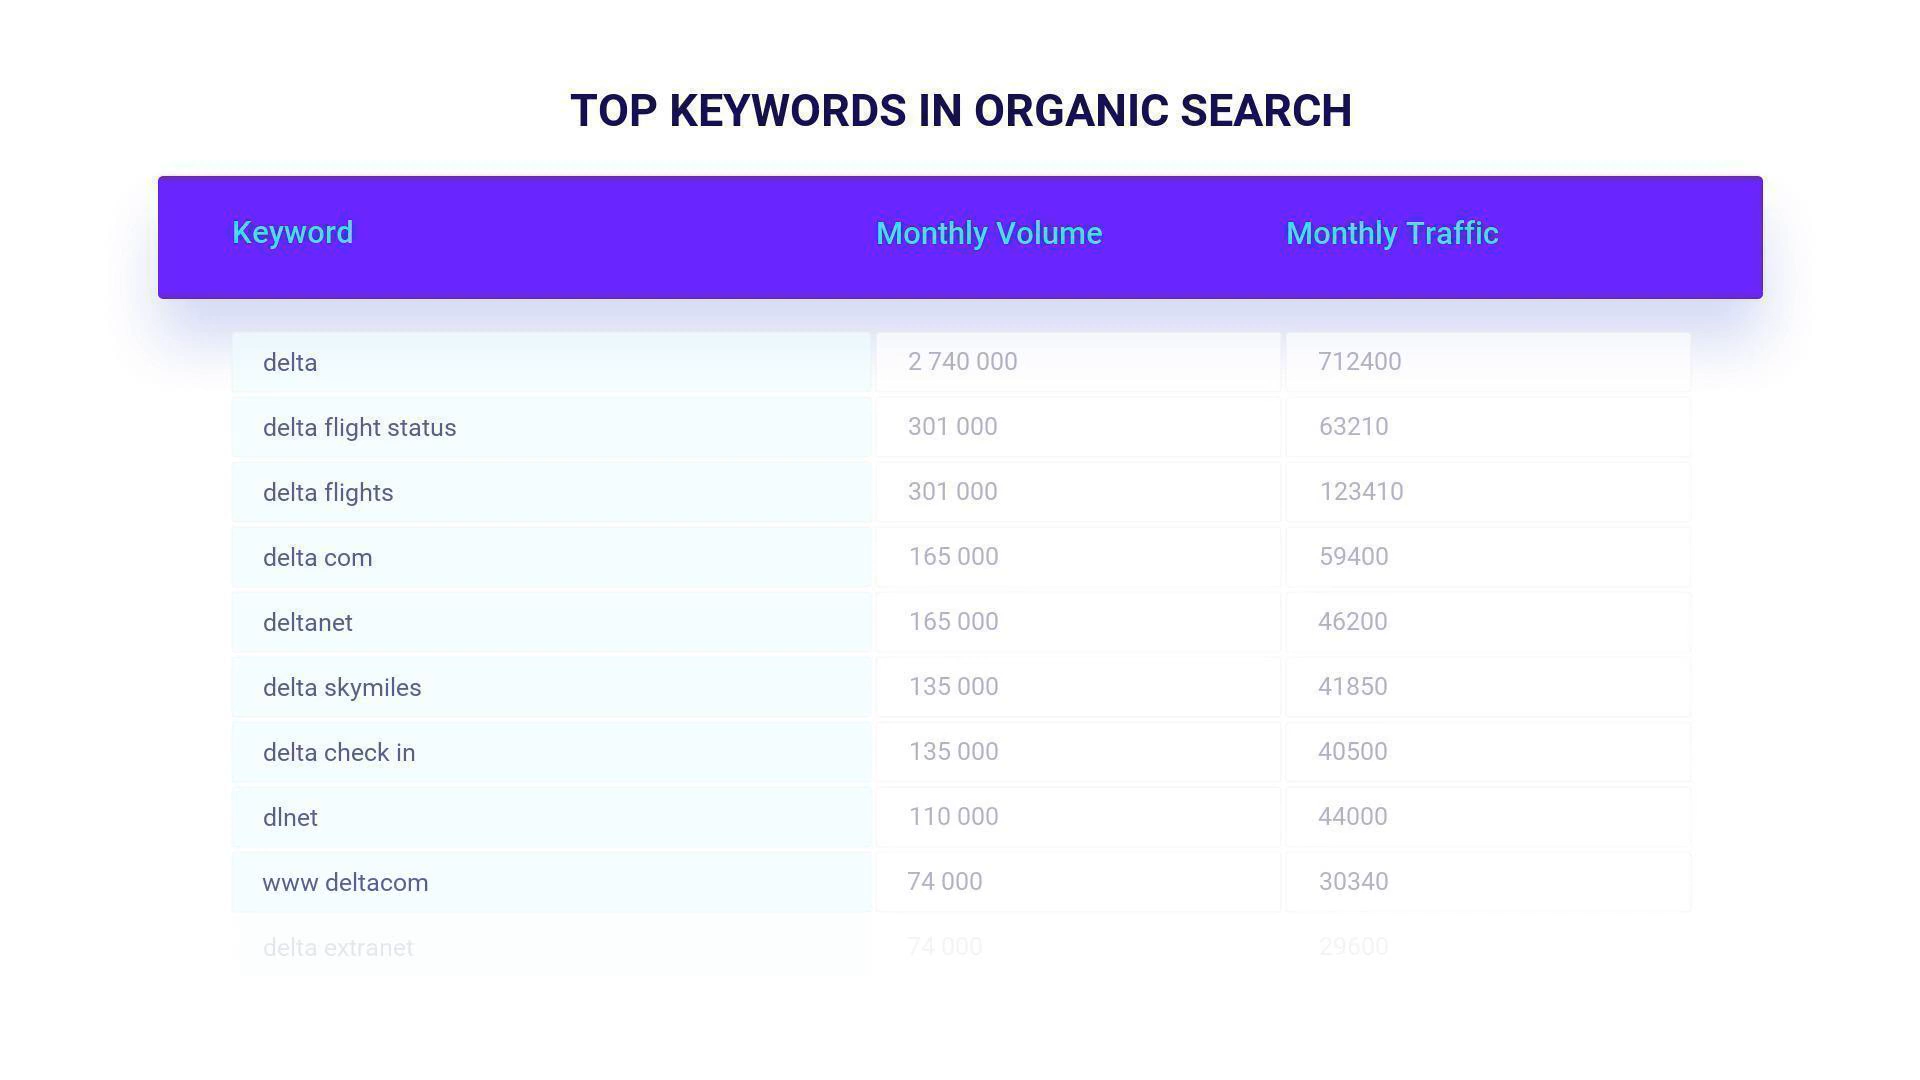 TOP KEYWORDS IN ORGANIC SEARCH
Keyword Monthly Volume Monthly Traffic
delta 2 740 000 712400
delta flight status 301 000 63210
delta flights 301 000 123410
delta com 165 000 59400
deltanet 165 000 46200
delta skymiles 135 000 41850
delta check in 135 000 40500
dlnet 110 000 44000
www deltacom 74 000 30340
delta extranet 74 000 29600